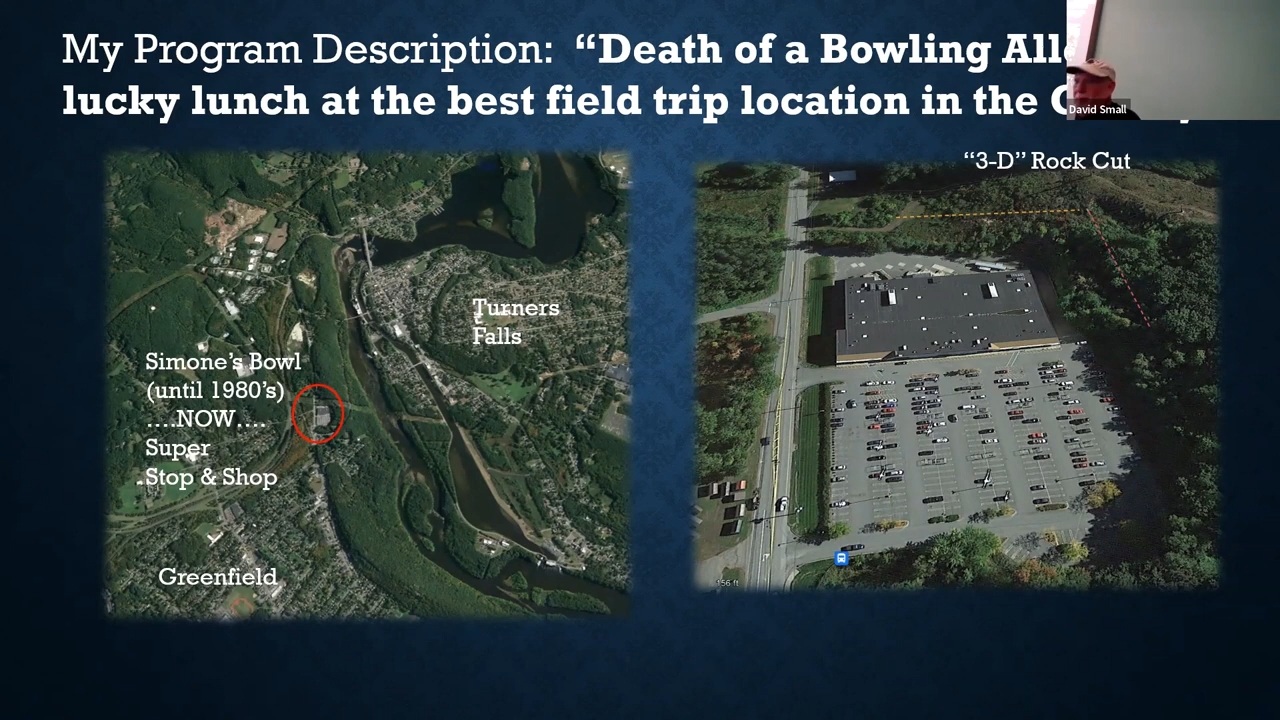 My Program Description: “Death of a Bowling
lucky lunch at the best field trip location in the
David Small
“3-D” Rock Cut
Turners
Falls
Simone’s Bowl
(until 1980’s)
….NOW….
Super
Stop & Shop
Greenfield